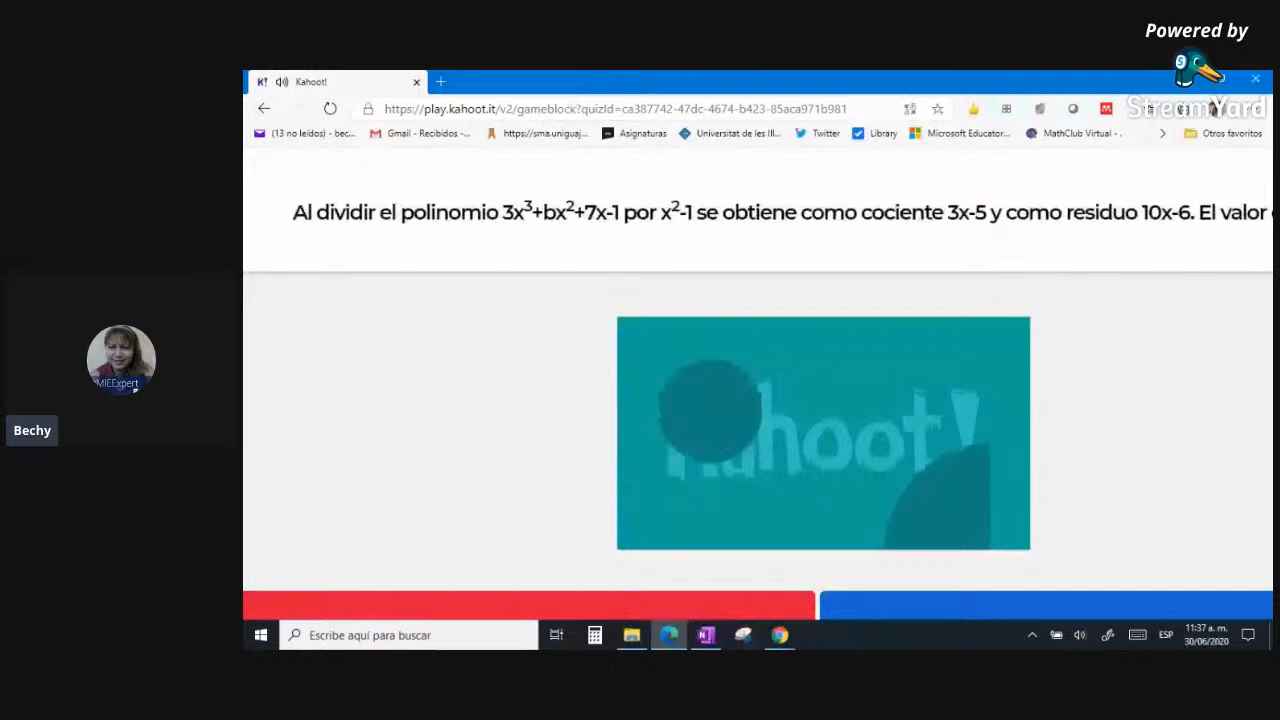 Powered by
StreamYard
Kahoot!
https://play.kahoot.it/v2/gameblock?quizId=ca387742-47dc-4674-b423-85aca971b981
(13 no leídos) - bec...
Gmail - Recibidos -...
https://sma.uniguaj...
Asignaturas
Universitat de les Ill...
Twitter
Library
Microsoft Educator...
MathClub Virtual - .
Otros favoritos
Al dividir el polinomio 3x³+bx²+7x-1 por x²-1 se obtiene como cociente 3x-5 y como residuo 10x-6. El valor
Kahoot!
MIEExpert
Bechy
Escribe aquí para buscar
ESP
11:37 a. m.
30/06/2020